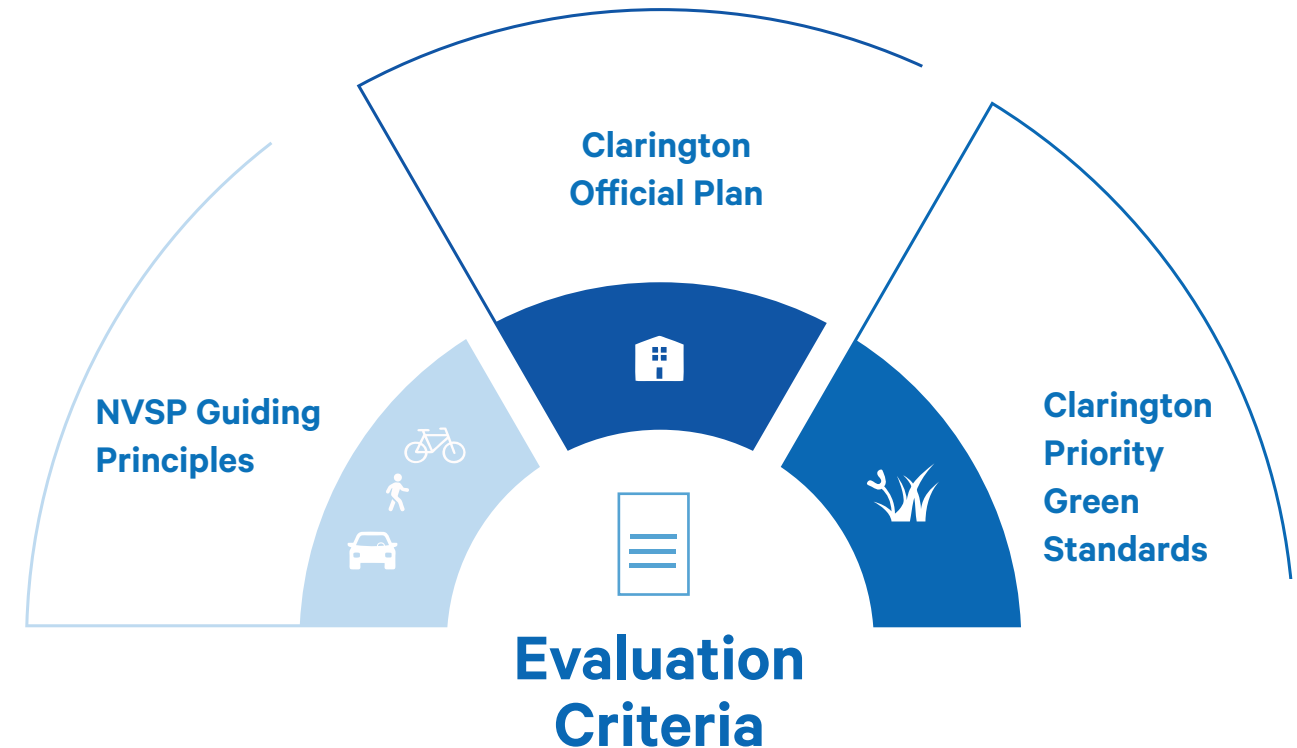 NVSP Guiding
Principles
Clarington
Official Plan
Clarington
Priority
Green
Standards
Evaluation
Criteria